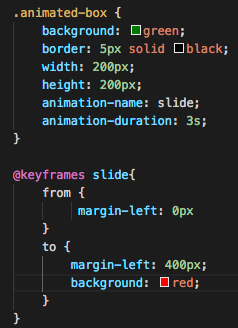 .animated-box {
    background: green;
    border: 5px solid black;
    width: 200px;
    height: 200px;
    animation-name: slide;
    animation-duration: 3s;
}

@keyframes slide{
    from {
         margin-left: 0px
    }
    to {
        margin-left: 400px;
        background: red;
    }
}